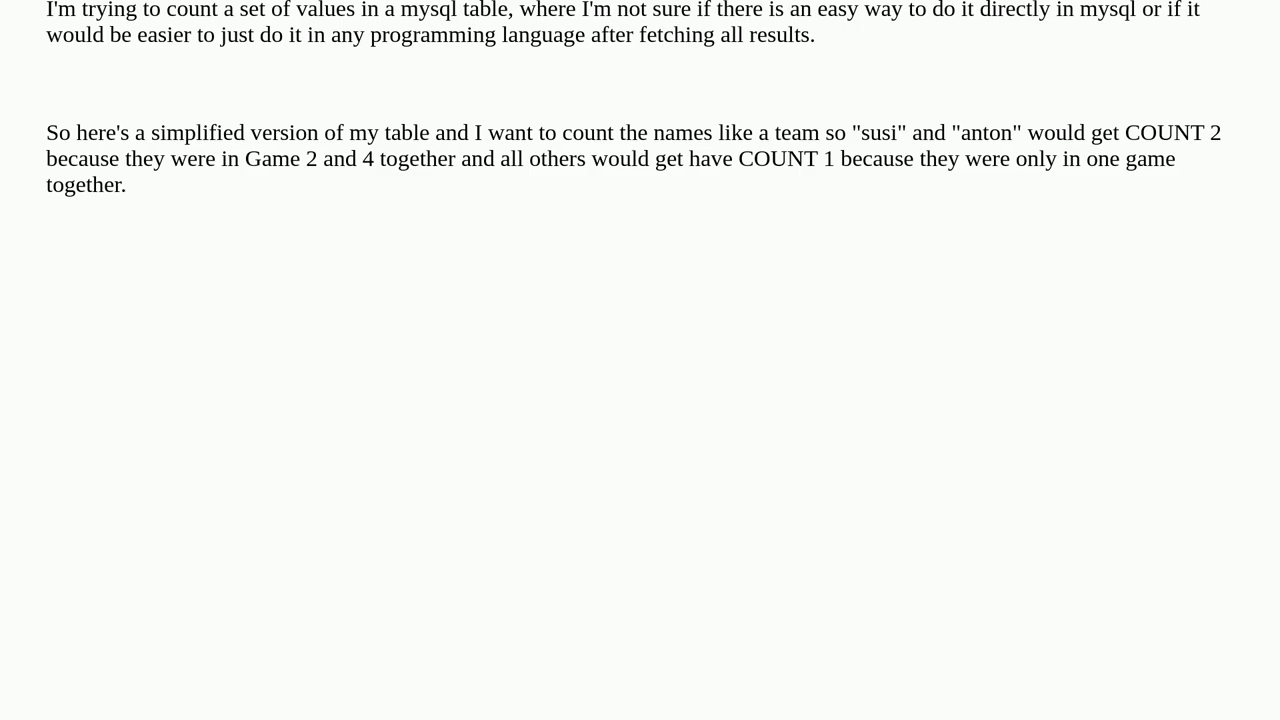 I'm trying to count a set of values in a mysql table, where I'm not sure if there is an easy way to do it directly in mysql or if it
would be easier to just do it in any programming language after fetching all results.
So here's a simplified version of my table and I want to count the names like a team so "susi" and "anton" would get COUNT 2
because they were in Game 2 and 4 together and all others would get have COUNT 1 because they were only in one game
together.